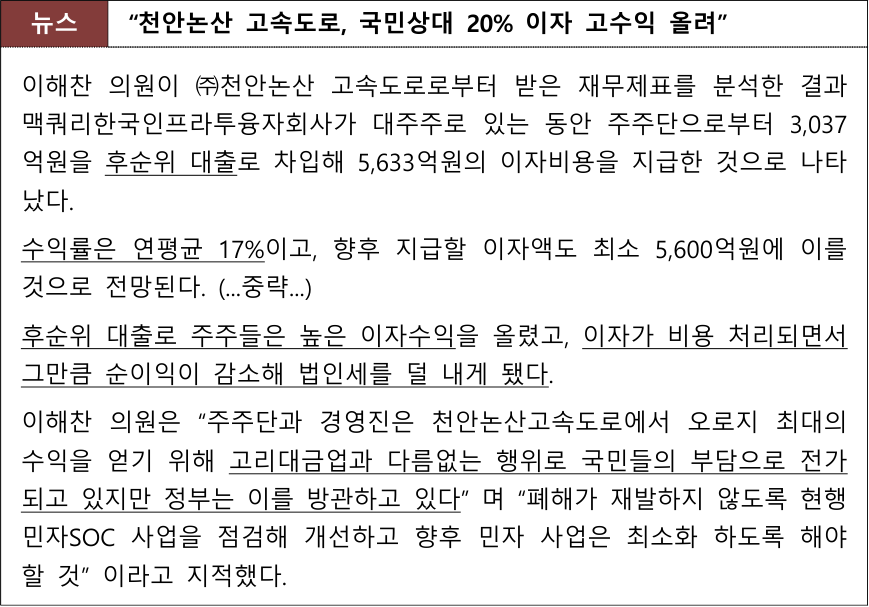 뉴스
“천안논산 고속도로, 국민상대 20% 이자 고수익 올려”
이해찬 의원이 ㈜천안논산 고속도로로부터 받은 재무제표를 분석한 결과
맥쿼리한국인프라투융자회사가 대주주로 있는 동안 주주단으로부터 3,037
억원을 후순위 대출로 차입해 5,633억원의 이자비용을 지급한 것으로 나타
났다.
수익률은 연평균 17%이고, 향후 지급할 이자액도 최소 5,600억원에 이를
것으로 전망된다. (...중략...)
후순위 대출로 주주들은 높은 이자수익을 올렸고, 이자가 비용 처리되면서
그만큼 순이익이 감소해 법인세를 덜 내게 됐다.
이해찬 의원은 “주주단과 경영진은 천안논산고속도로에서 오로지 최대의
수익을 얻기 위해 고리대금업과 다름없는 행위로 국민들의 부담으로 전가
되고 있지만 정부는 이를 방관하고 있다” 며 “폐해가 재발하지 않도록 현행
민자SOC 사업을 점검해 개선하고 향후 민자 사업은 최소화 하도록 해야
할 것” 이라고 지적했다.